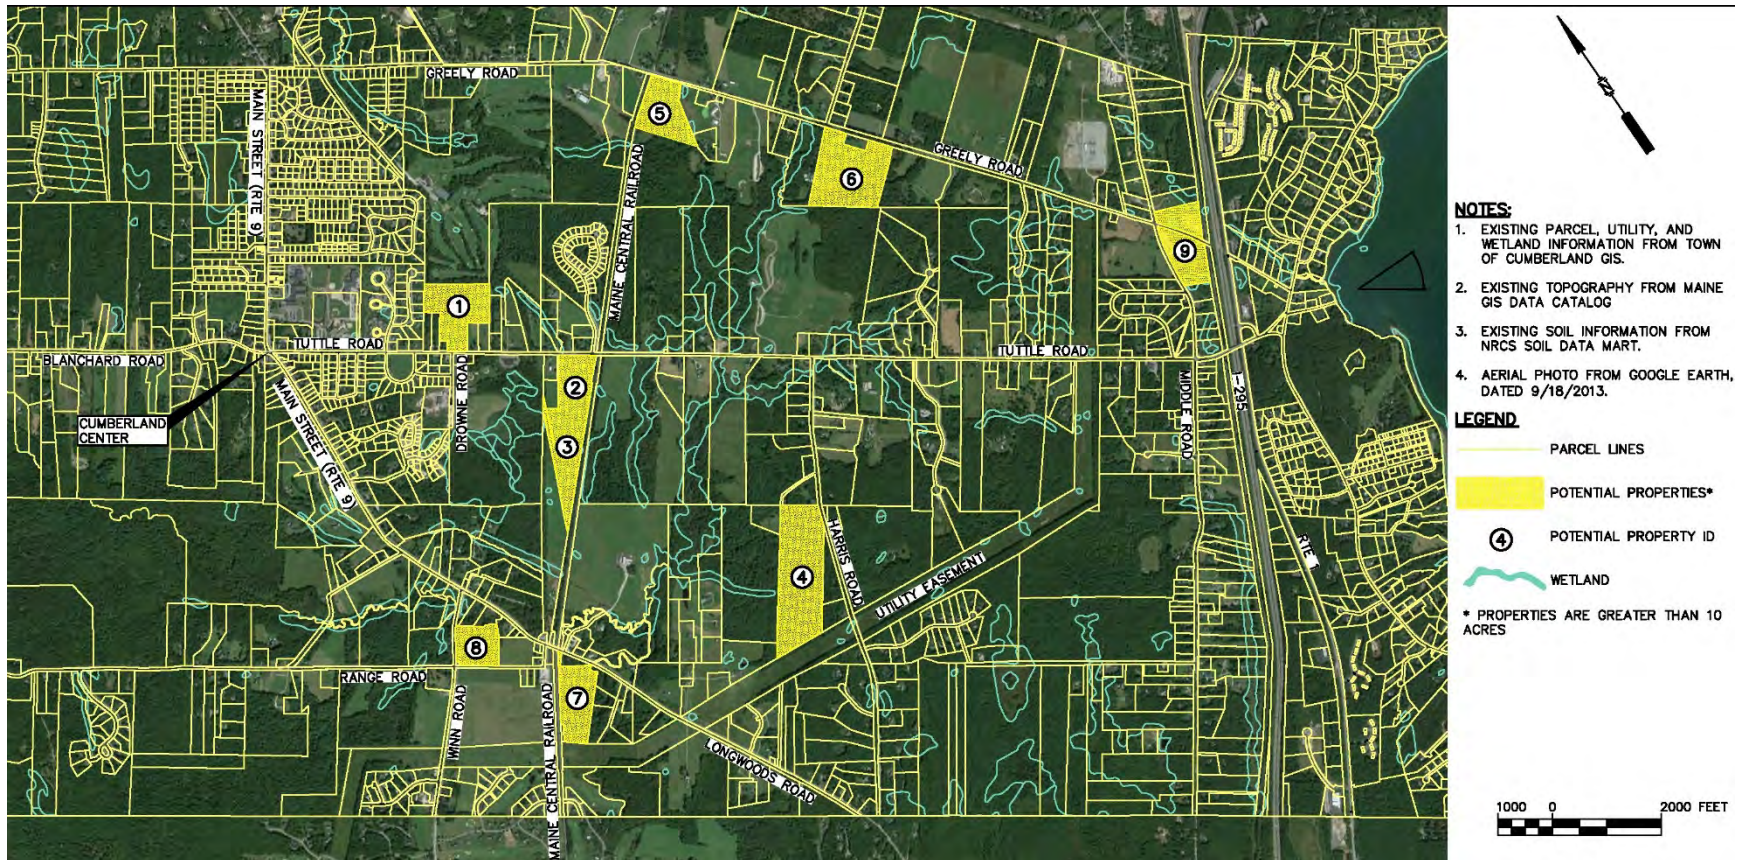 GREELY ROAD
MAIN STREET (RTE 9)
5
MAINE CENTRAL RAILROAD
6
GREELY ROAD
9
1
TUTTLE ROAD
BLANCHARD ROAD
DROWNE ROAD
TUTTLE ROAD
2
MIDDLE ROAD
I-295
CUMBERLAND
CENTER
MAIN STREET (RTE 9)
3
HARRIS ROAD
4
UTILITY EASEMENT
RTE 1
8
RANGE ROAD
WINN ROAD
7
MAINE CENTRAL RAILROAD
LONGWOODS ROAD
N
NOTES:
1. EXISTING PARCEL, UTILITY, AND
WETLAND INFORMATION FROM TOWN
OF CUMBERLAND GIS.
2. EXISTING TOPOGRAPHY FROM MAINE
GIS DATA CATALOG
3. EXISTING SOIL INFORMATION FROM
NRCS SOIL DATA MART.
4. AERIAL PHOTO FROM GOOGLE EARTH,
DATED 9/18/2013.
LEGEND
PARCEL LINES
POTENTIAL PROPERTIES*
4 POTENTIAL PROPERTY ID
WETLAND
* PROPERTIES ARE GREATER THAN 10
ACRES
1000 0 2000 FEET